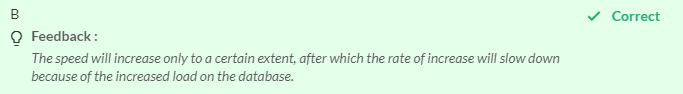 B
Correct
Feedback :
The speed will increase only to a certain extent, after which the rate of increase will slow down
because of the increased load on the database.